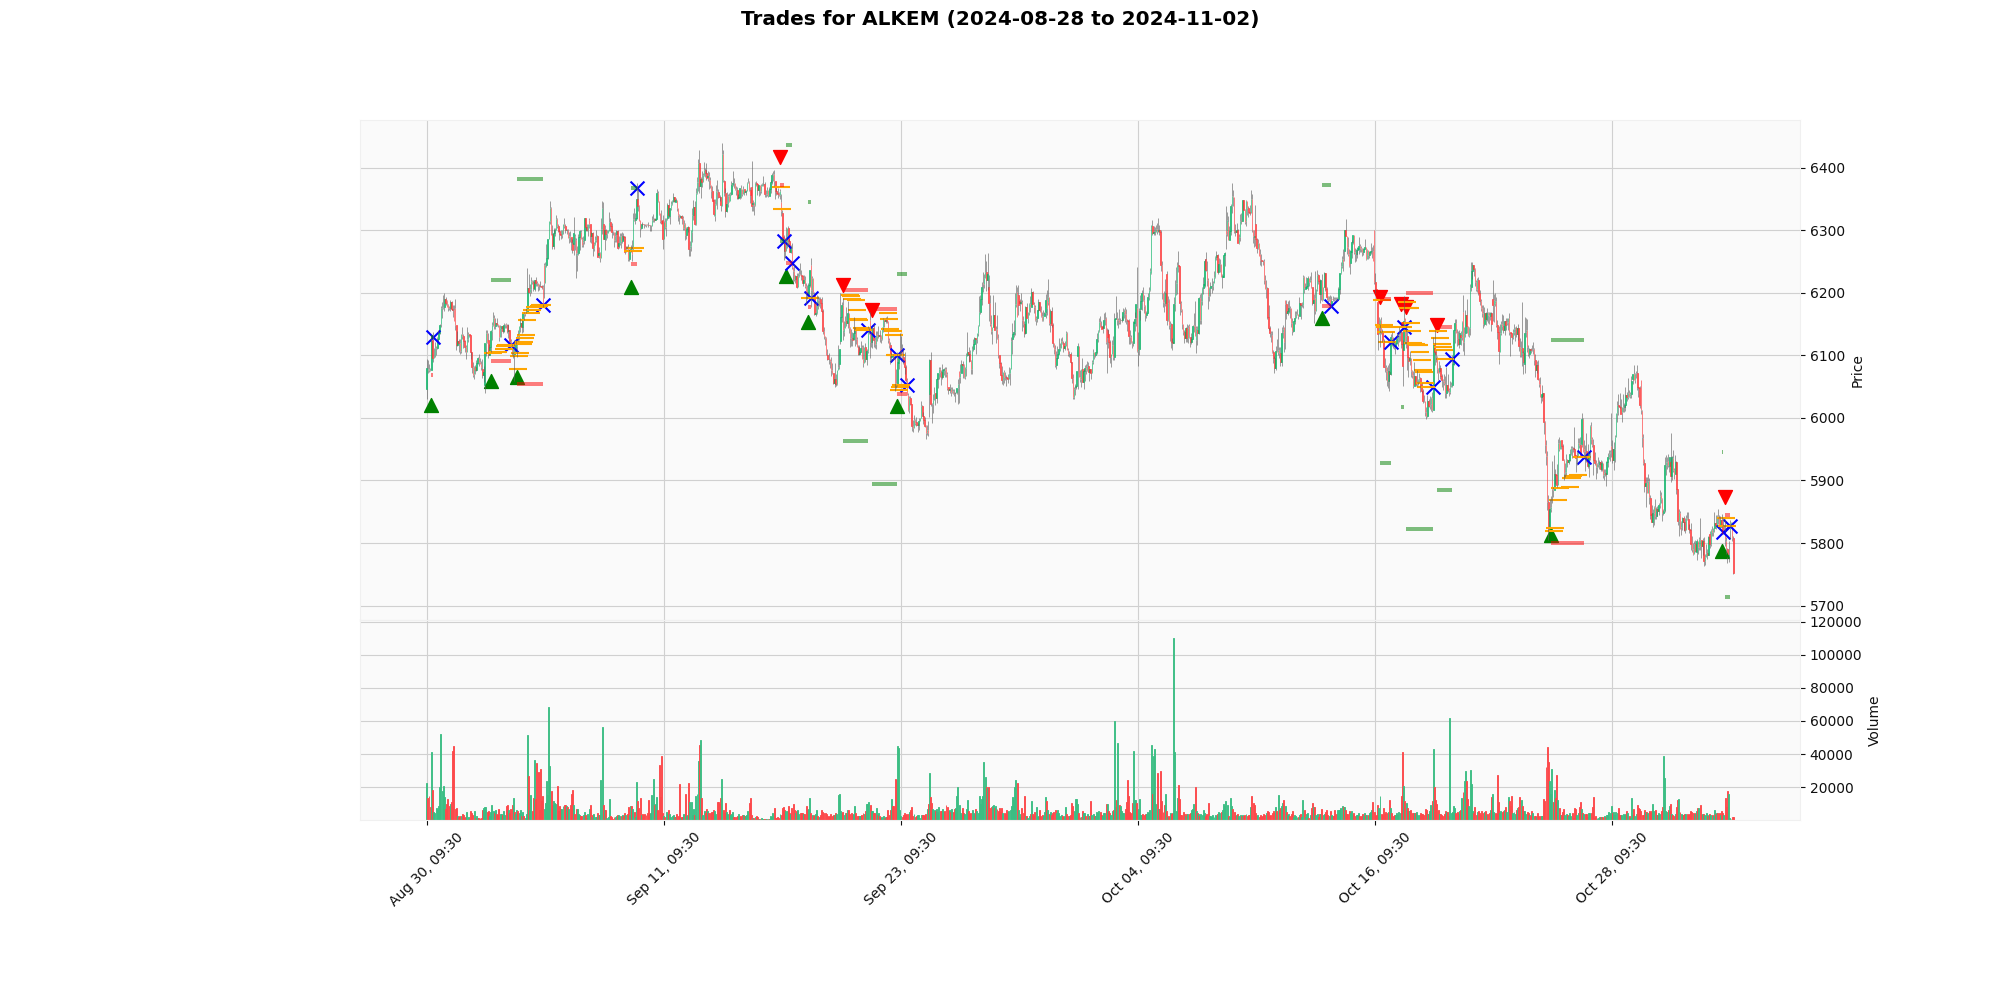 Trades for ALKEM (2024-08-28 to 2024-11-02)
6400
6300
6200
6100
6000
5900
5800
5700
Price
120000
100000
80000
60000
40000
20000
Volume
Aug 30, 09:30
Sep 11, 09:30
Sep 23, 09:30
Oct 04, 09:30
Oct 16, 09:30
Oct 28, 09:30